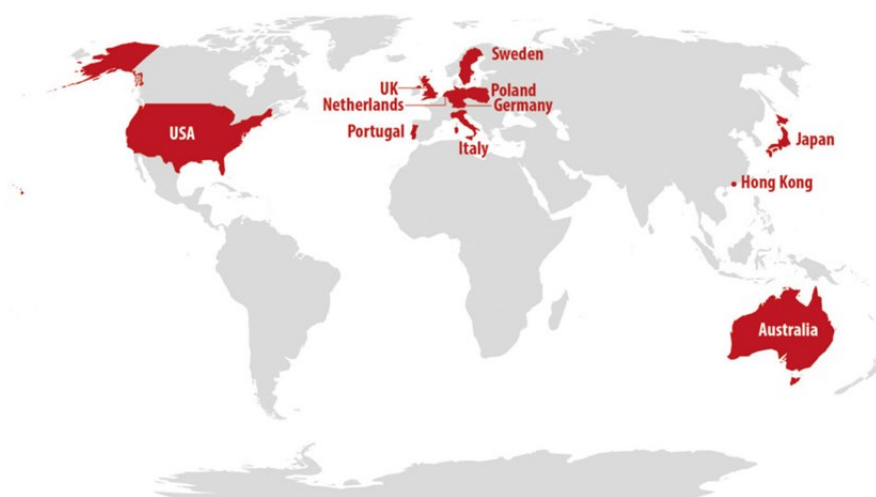 Sweden
UK
Poland
Netherlands
Germany
USA
Portugal
Italy
Japan
Hong Kong
Australia